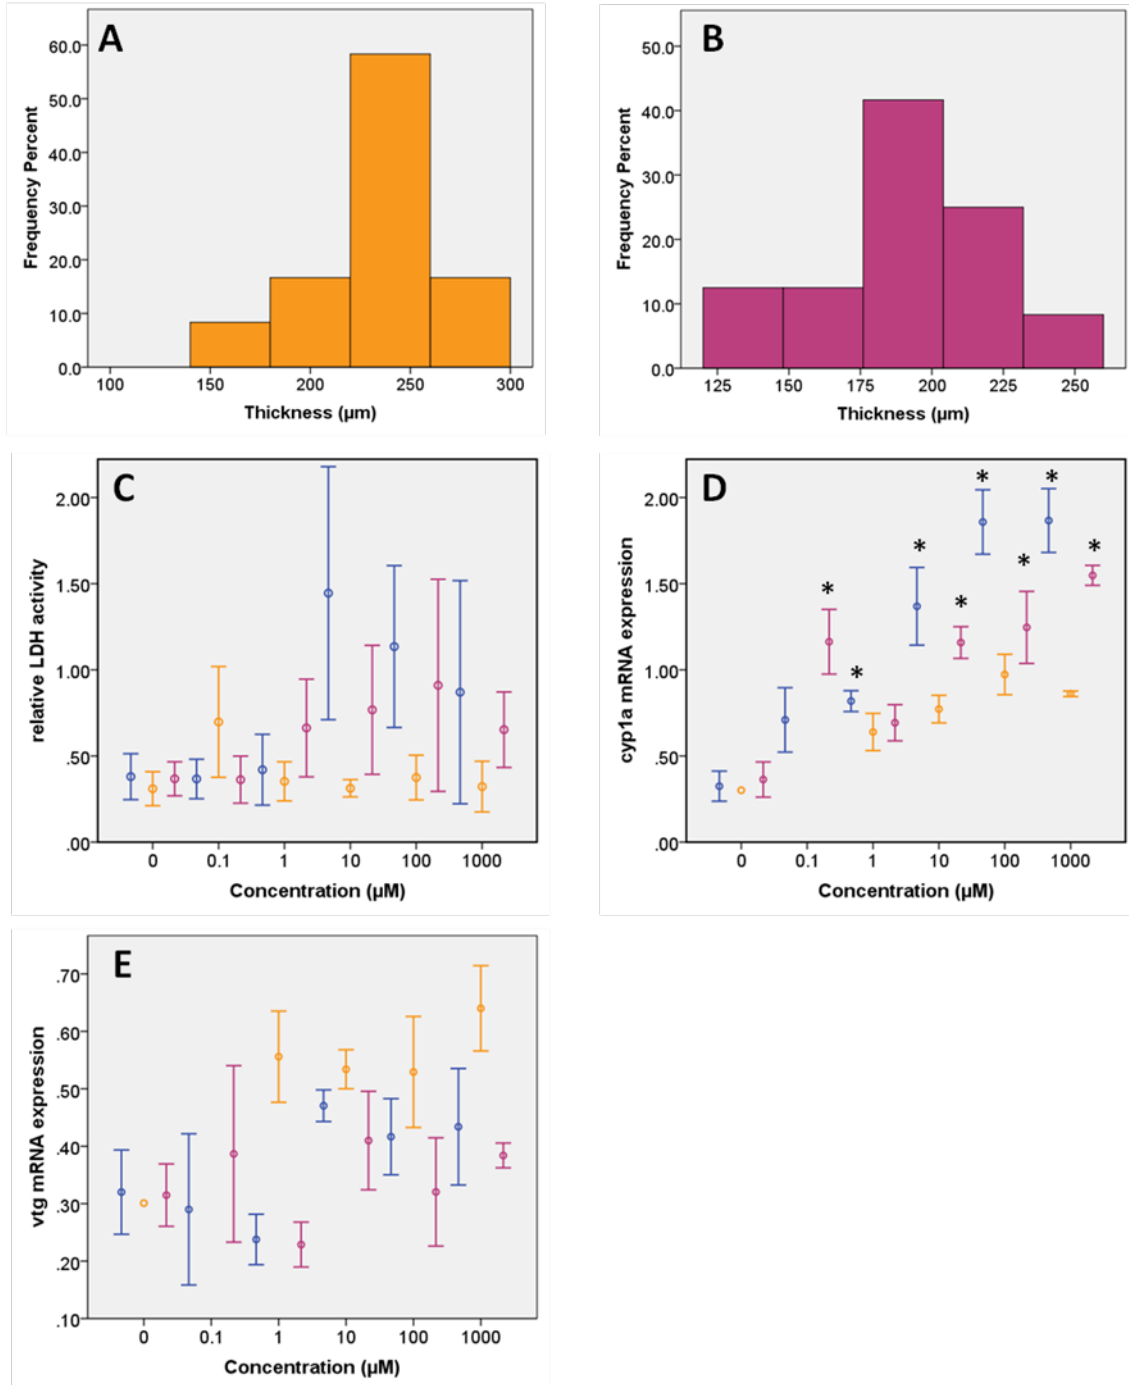 A
Frequency Percent
60.0
50.0
40.0
30.0
20.0
10.0
0.0
100 150 200 250 300
Thickness (µm)
B
Frequency Percent
50.0
40.0
30.0
20.0
10.0
0.0
125 150 175 200 225 250
Thickness (µm)
C
relative LDH activity
2.00
1.50
1.00
.50
.00
0 0.1 1 10 100 1000
Concentration (µM)
D
cyp1a mRNA expression
2.00
1.50
1.00
.50
.00
* * * * * * * *
0 0.1 1 10 100 1000
Concentration (µM)
E
vtg mRNA expression
.70
.60
.50
.40
.30
.20
.10
0 0.1 1 10 100 1000
Concentration (µM)